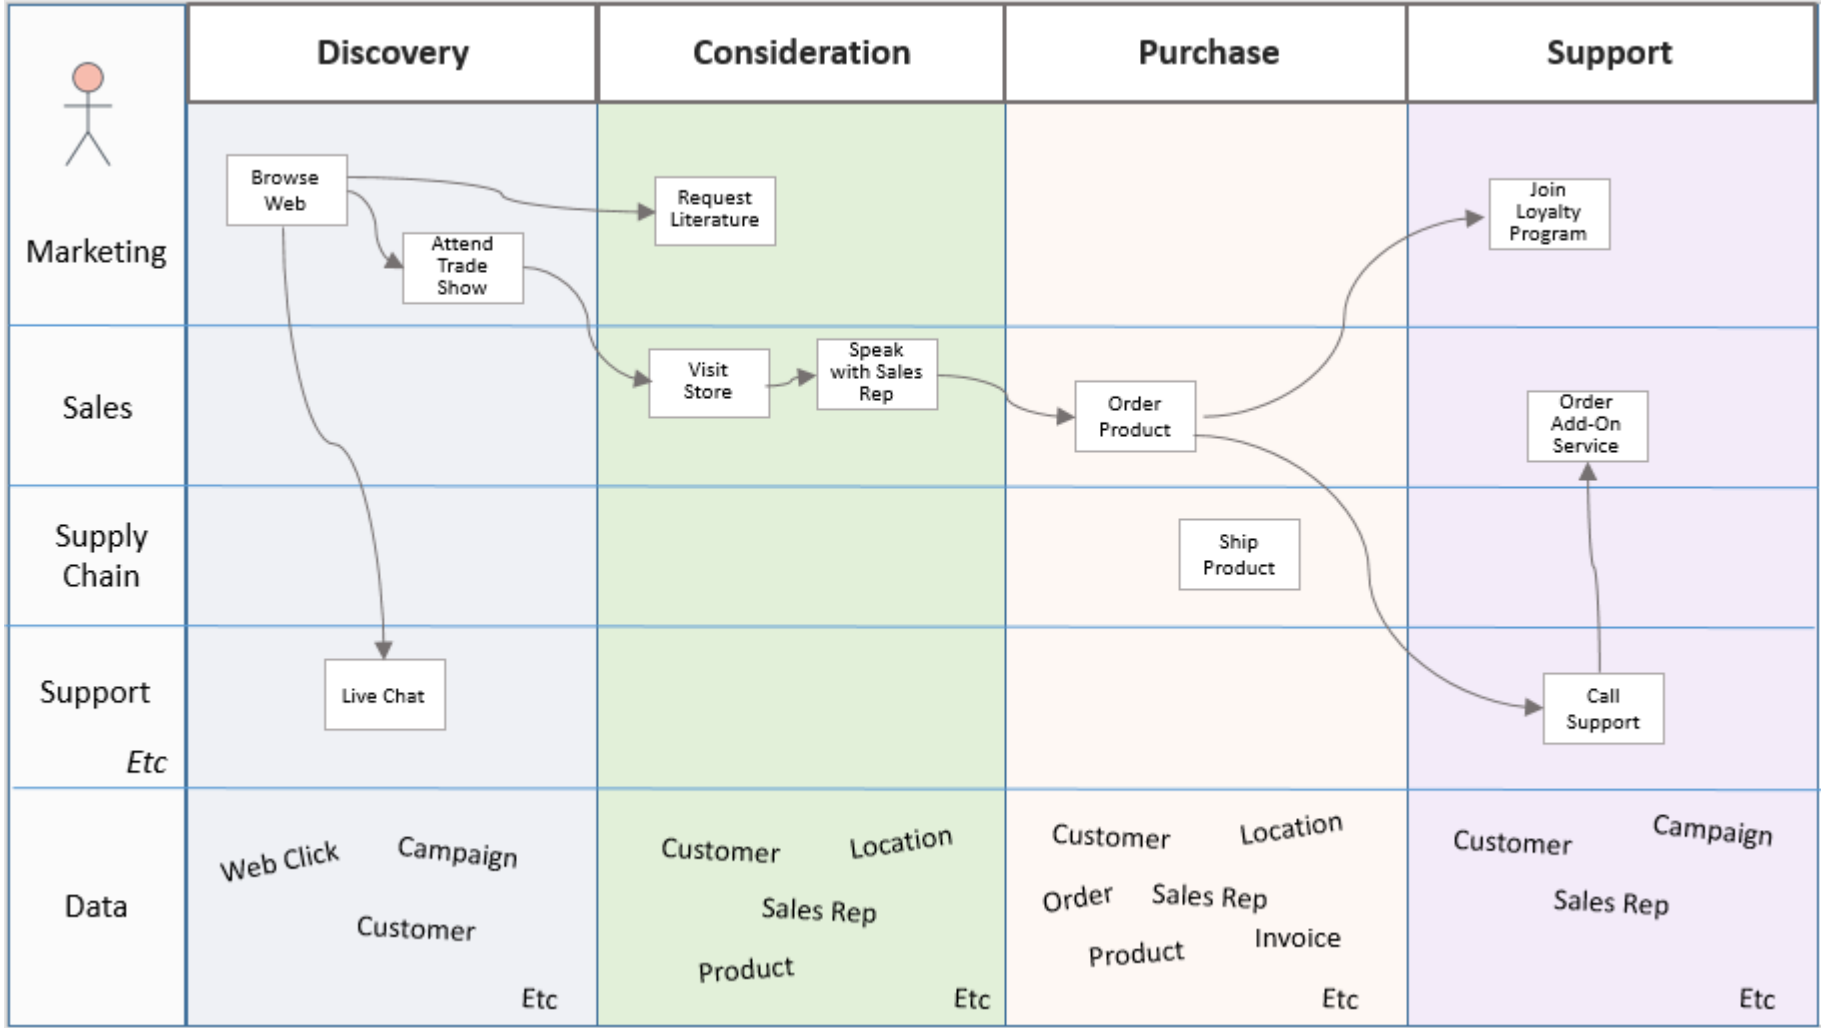 Discovery
Consideration
Purchase
Support
Marketing
Browse
Web
Attend
Trade
Show
Request
Literature
Join
Loyalty
Program
Sales
Visit
Store
Speak
with Sales
Rep
Order
Product
Order
Add-On
Service
Supply
Chain
Ship
Product
Support
Etc
Live Chat
Call
Support
Data
Web Click
Campaign
Customer
Etc
Customer
Location
Sales Rep
Product
Etc
Customer
Location
Order
Sales Rep
Product
Invoice
Etc
Customer
Campaign
Sales Rep
Etc